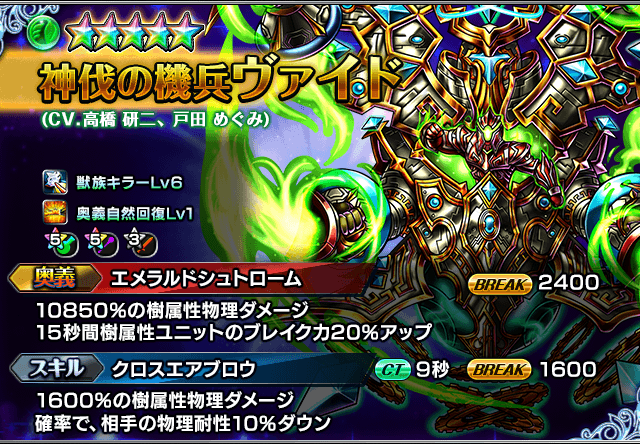 神伐の機兵ヴァイド
(CV.高橋 研二、戸田 めぐみ)
獣族キラーLv6
奥義自然回復Lv1
5 5 3
奥義 エメラルドシュトローム BREAK 2400
10850%の樹属性物理ダメージ
15秒間樹属性ユニットのブレイク力20%アップ
スキル クロスエアブロウ CT 9秒 BREAK 1600
1600%の樹属性物理ダメージ
確率で、相手の物理耐性10%ダウン